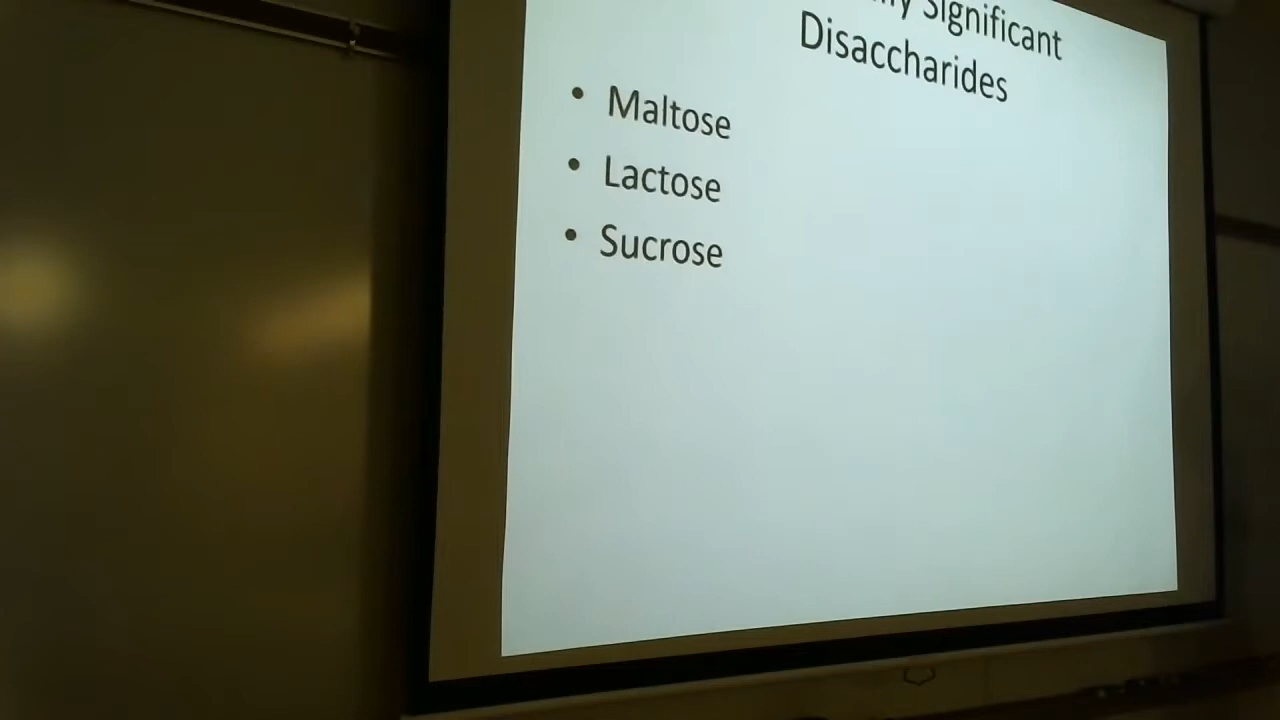 Significant
Disaccharides
• Maltose
• Lactose
• Sucrose